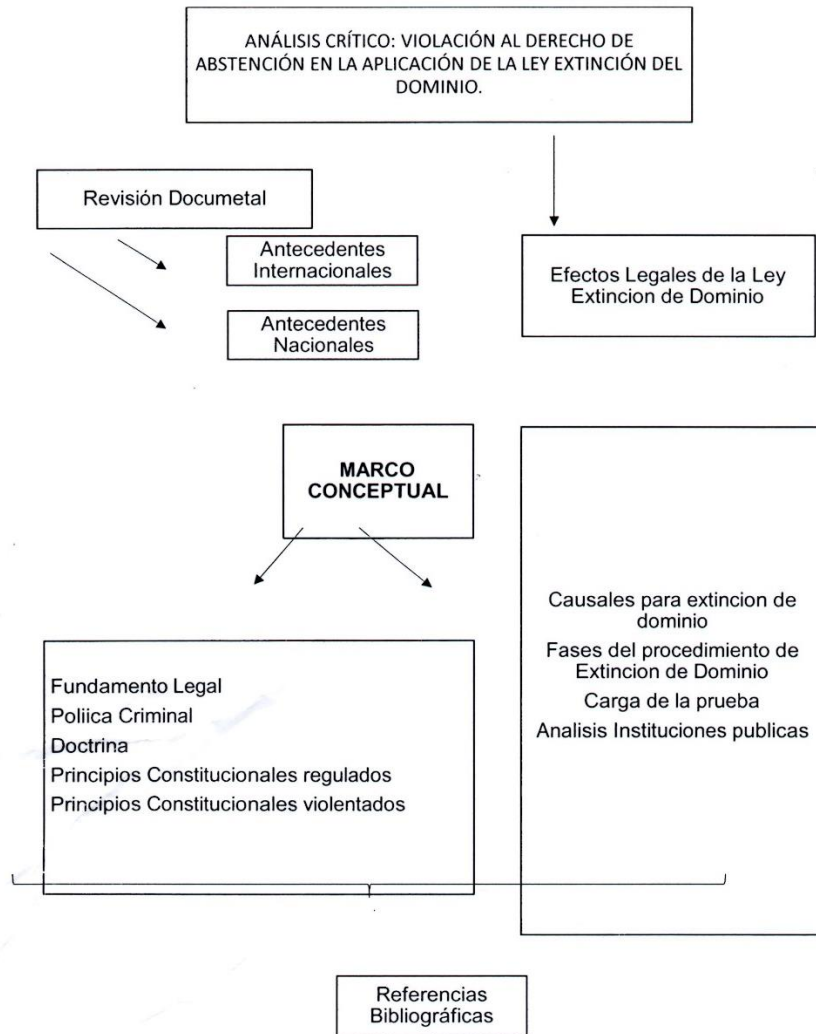 ANÁLISIS CRÍTICO: VIOLACIÓN AL DERECHO DE
ABSTENCIÓN EN LA APLICACIÓN DE LA LEY EXTINCIÓN DEL
DOMINIO.
Revisión Documetal
Antecedentes
Internacionales
Antecedentes
Nacionales
Efectos Legales de la Ley
Extincion de Dominio
MARCO
CONCEPTUAL
Fundamento Legal
Poliica Criminal
Doctrina
Principios Constitucionales regulados
Principios Constitucionales violentados
Causales para extincion de
dominio
Fases del procedimiento de
Extincion de Dominio
Carga de la prueba
Analisis Instituciones publicas
Referencias
Bibliográficas